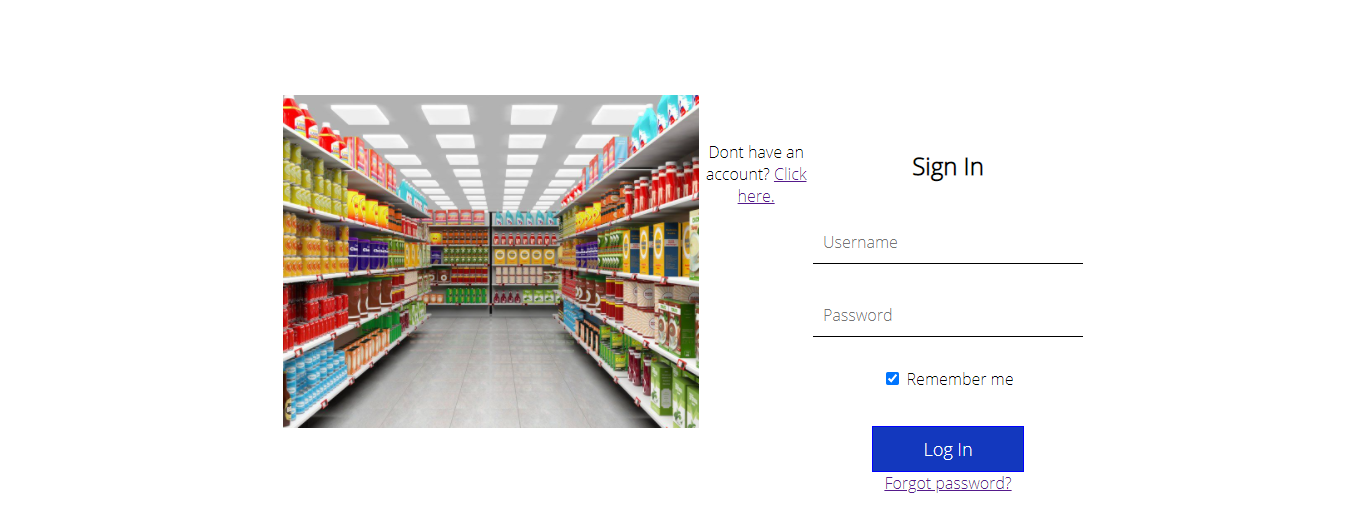 Dont have an
account? Click
here.
Sign In
Username
Password
Remember me
Log In
Forgot password?